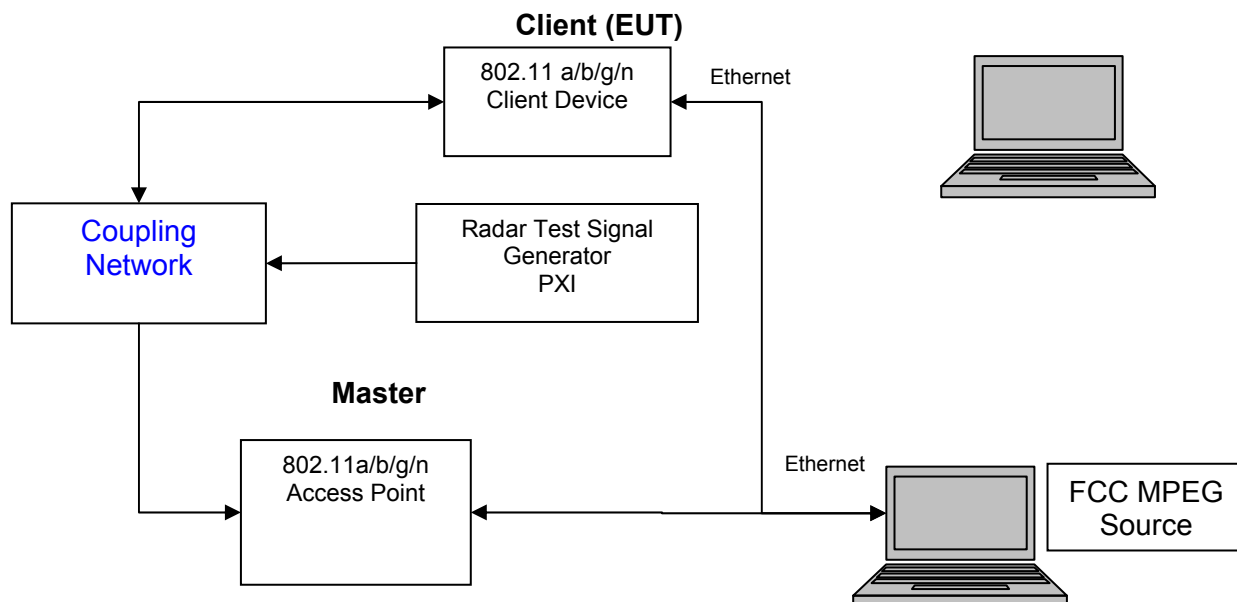 Client (EUT)
802.11 a/b/g/n
Client Device
Ethernet
Coupling
Network
Radar Test Signal
Generator
PXI
Master
802.11a/b/g/n
Access Point
Ethernet
FCC MPEG
Source